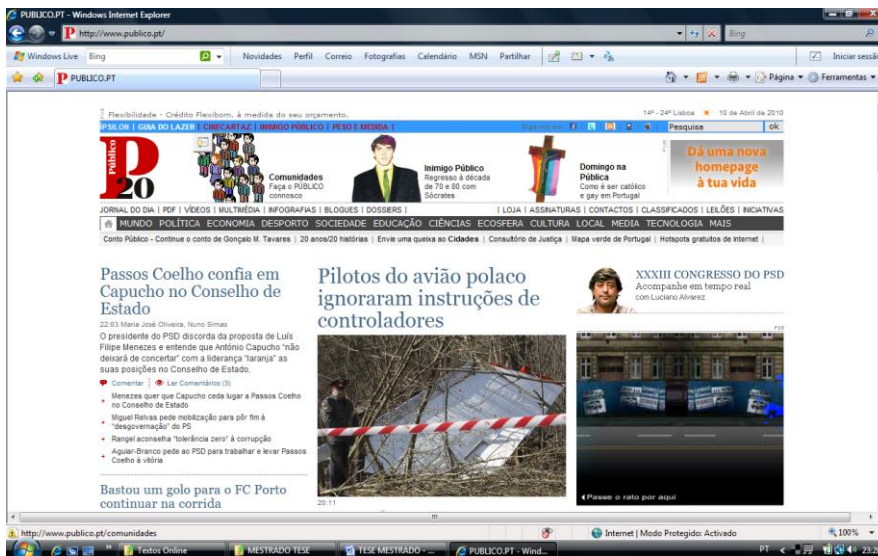 PUBLICO.PT - Windows Internet Explorer
http://www.publico.pt/
Bing
Windows Live
Bing
Novidades Perfil Correio Fotografias Calendário MSN Partilhar
Iniciar sessã
PUBLICO.PT
Página
Ferramentas
Flexibilidade - Crédito Flexibom, à medida do seu orçamento.
14º - 24º Lisboa
10 de Abril de 2010
IPSILON | GUIA DO LAZER | CINECARTAZ | INIMIGO PÚBLICO | PESO E MEDIDA |
Pesquisa
ok
Público
20
Comunidades
Faça o PÚBLICO
connosco
Inimigo Público
Regresso à década
de 70 e 80 com
Sócrates
Domingo na
Pública
Como é ser católico
e gay em Portugal
Dá uma nova
homepage
à tua vida
JORNAL DO DIA | PDF | VÍDEOS | MULTIMÉDIA | INFOGRAFIAS | BLOGUES | DOSSIERS |
| LOJA | ASSINATURAS | CONTACTOS | CLASSIFICADOS | LEILÕES | INICIATIVAS
MUNDO POLÍTICA ECONOMIA DESPORTO SOCIEDADE EDUCAÇÃO CIÊNCIAS ECOSFERA CULTURA LOCAL MEDIA TECNOLOGIA MAIS
Conto Público - Continue o conto de Gonçalo M. Tavares | 20 anos/20 histórias | Envie uma queixa ao Cidades | Consultório de Justiça | Mapa verde de Portugal | Hotspots gratuitos de Internet |
Passos Coelho confia em
Capucho no Conselho de
Estado
22:03 Maria José Oliveira, Nuno Simas
O presidente do PSD discorda da proposta de Luís
Filipe Menezes e entende que António Capucho "não
deixará de concertar" com a liderança "laranja" as
suas posições no Conselho de Estado.
Comentar
Ler Comentários (3)
Menezes quer que Capucho ceda lugar a Passos Coelho
no Conselho de Estado
Miguel Relvas pede mobilização para pôr fim à
"desgovernação" do PS
Rangel aconselha "tolerância zero" à corrupção
Aguiar-Branco pede ao PSD para trabalhar e levar Passos
Coelho à vitória
Bastou um golo para o FC Porto
continuar na corrida
Pilotos do avião polaco
ignoraram instruções de
controladores
20:11
XXXIII CONGRESSO DO PSD
Acompanhe em tempo real
com Luciano Alvarez
PUB
Passe o rato por aqui
http://www.publico.pt/comunidades
Internet | Modo Protegido: Activado
100%
Textos Online
MESTRADO TESE
TESE MESTRADO - ...
PUBLICO.PT - Wind...
PT